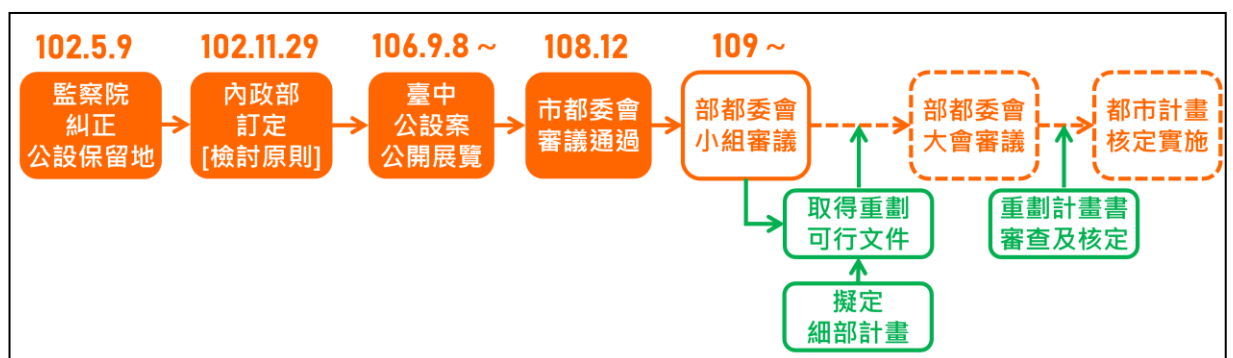 102.5.9
監察院
糾正
公設保留地
102.11.29
內政部
訂定
[檢討原則]
106.9.8 ~
臺中
公設案
公開展覽
108.12
市都委會
審議通過
109 ~
部都委會
小組審議
部都委會
大會審議
都市計畫
核定實施
取得重劃
可行文件
重劃計畫書
審查及核定
擬定
細部計畫